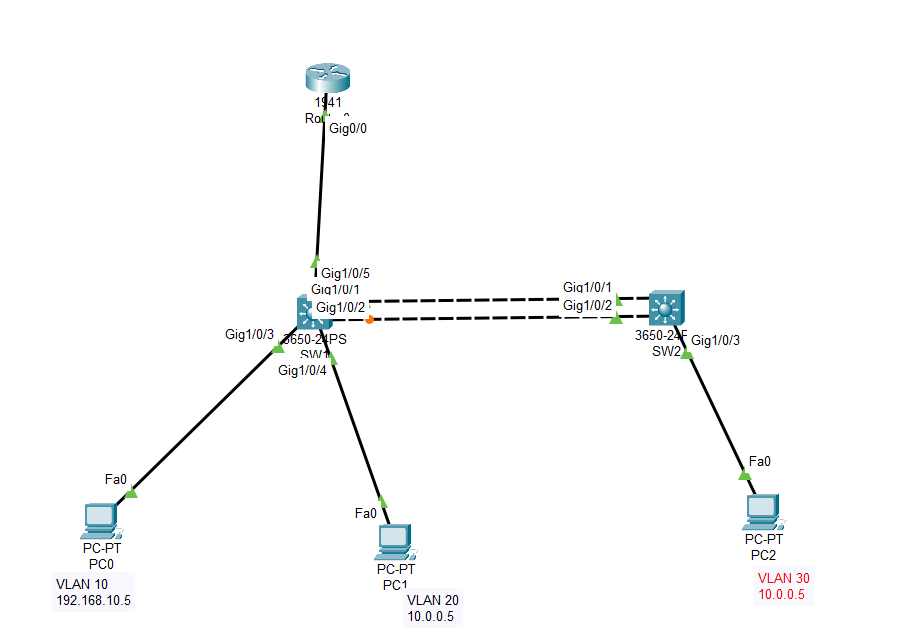 1941
Gig0/0
Gig1/0/5
Gig1/0/1
Gig1/0/2
Gig1/0/1
Gig1/0/2
Gig1/0/3
3650-24PS
SW1
Gig1/0/4
3650-24P
SW2
Gig1/0/3
Fa0
PC-PT
PC0
VLAN 10
192.168.10.5
Fa0
PC-PT
PC1
VLAN 20
10.0.0.5
Fa0
PC-PT
PC2
VLAN 30
10.0.0.5